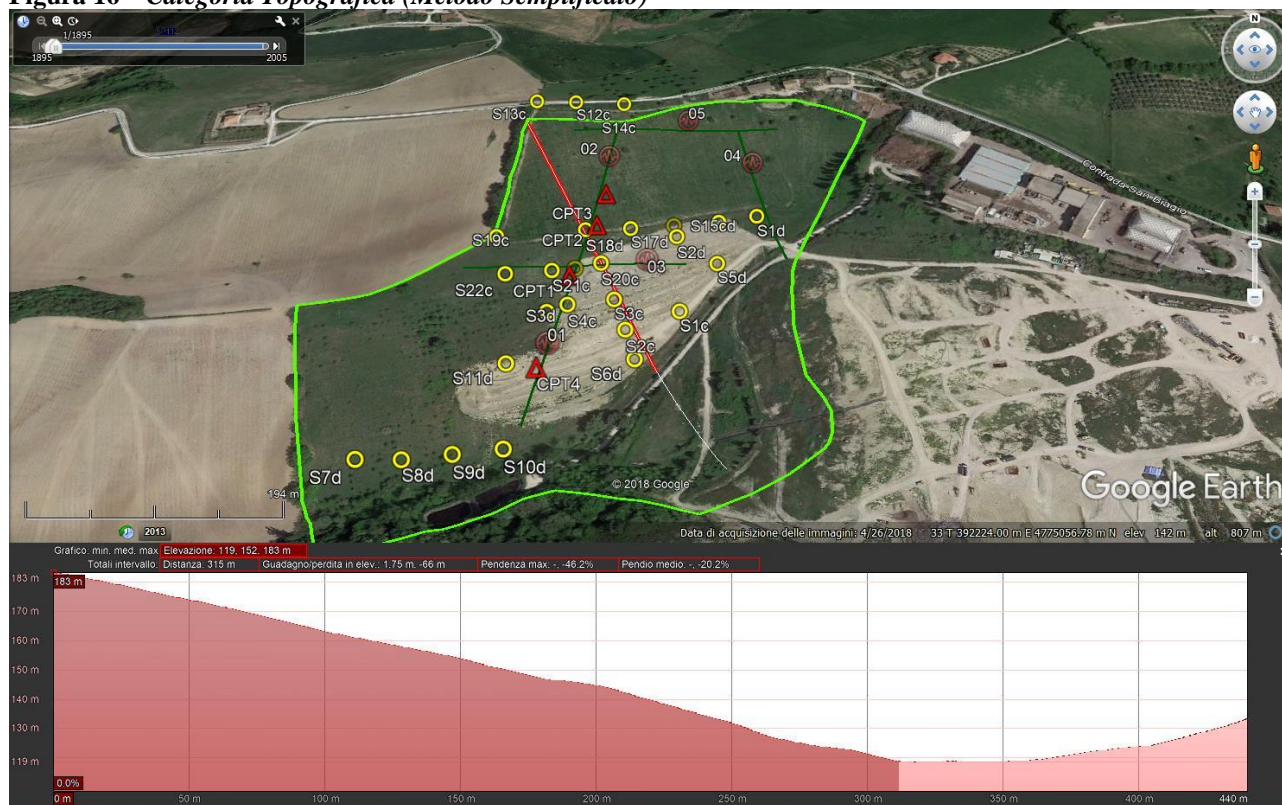 Figura 16 – Categoria Topografica (Metodo Semplificato)
1/1895
1895 2005
N
S13c S12c S14c 05
02 04
Contrada San Biagio
CPT3
S19c CPT2 S18d S17d S15cd S1d
S2d
S22c CPT1 S21c S20c 03 S5d
S3d S4c S3c S1c
01 S2c
S11d CPT4 S6d
S7d S8d S9d S10d
194 m
© 2018 Google
Google Earth
2013
Data di acquisizione delle immagini: 4/26/2018 33 T 392224.00 m E 4775056.78 m N elev 142 m alt 807 m
Grafico: min. med. max Elevazione: 119, 152, 183 m
Totali intervallo: Distanza: 315 m Guadagno/perdita in elev.: 1.75 m, -66 m Pendenza max: -, -46.2% Pendio medio: -, -20.2%
183 m 183 m
170 m
160 m
150 m
140 m
130 m
119 m
0.0%
0 m 50 m 100 m 150 m 200 m 250 m 300 m 350 m 400 m 440 m